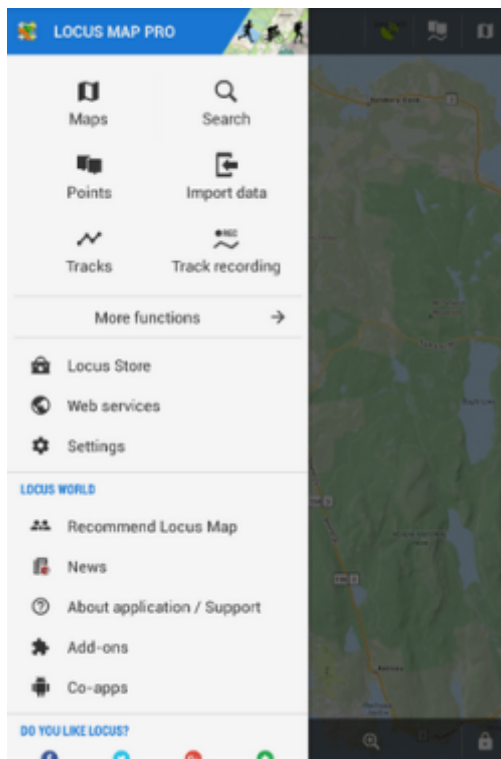 LOCUS MAP PRO
Maps
Search
Points
Import data
REC
Tracks
Track recording
More functions
Locus Store
Web services
Settings
LOCUS WORLD
Recommend Locus Map
News
About application / Support
Add-ons
Co-apps
DO YOU LIKE LOCUS?